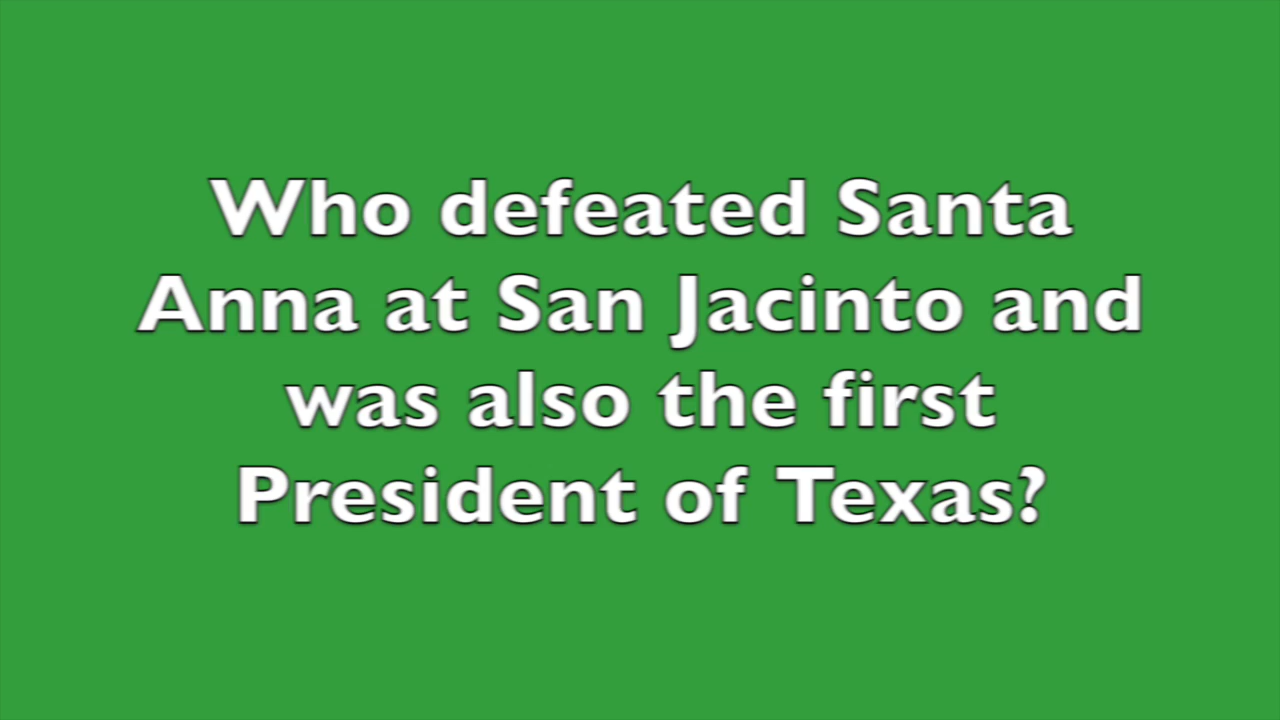 Who defeated Santa
Anna at San Jacinto and
was also the first
President of Texas?